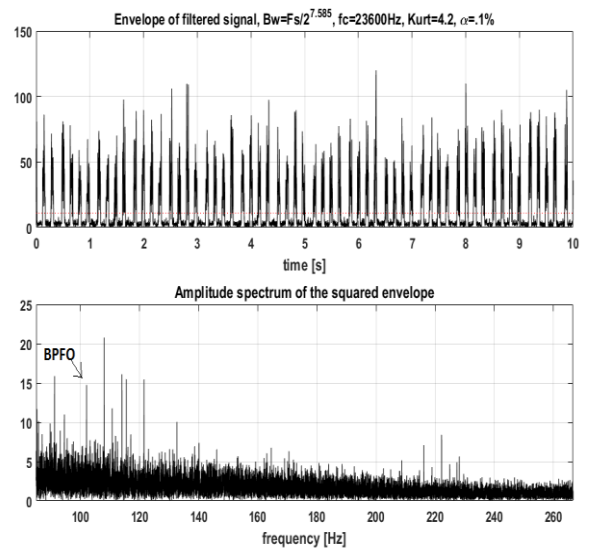 Envelope of filtered signal, Bw=Fs/2^7.585, fc=23600Hz, Kurt=4.2, α=.1%
150
100
50
0
0 1 2 3 4 5 6 7 8 9 10
time [s]
Amplitude spectrum of the squared envelope
25
20
BPFO
15
10
5
0
100 120 140 160 180 200 220 240 260
frequency [Hz]